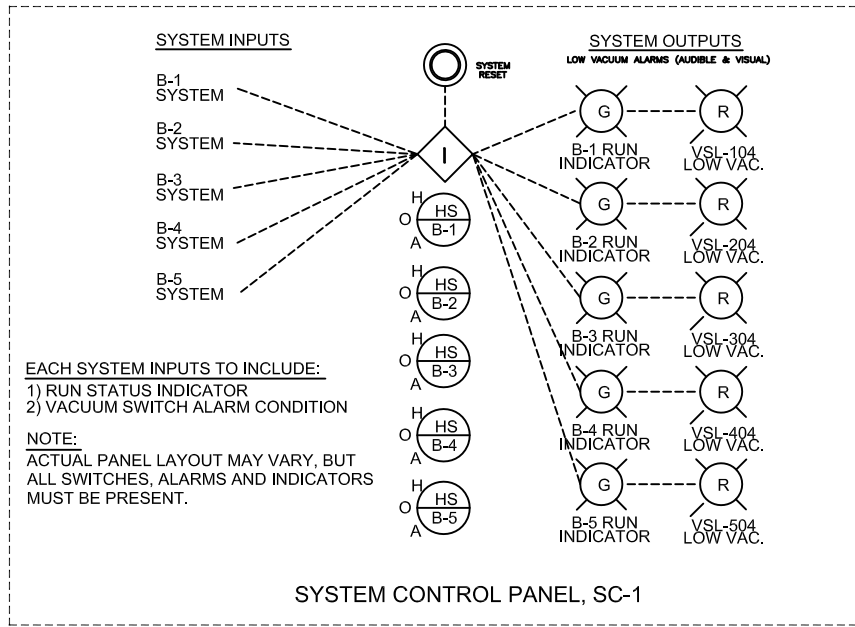 SYSTEM INPUTS
B-1
SYSTEM
B-2
SYSTEM
B-3
SYSTEM
B-4
SYSTEM
B-5
SYSTEM
EACH SYSTEM INPUTS TO INCLUDE:
1) RUN STATUS INDICATOR
2) VACUUM SWITCH ALARM CONDITION
NOTE:
ACTUAL PANEL LAYOUT MAY VARY, BUT
ALL SWITCHES, ALARMS AND INDICATORS
MUST BE PRESENT.
SYSTEM
RESET
I
H
O
A
HS
B-1
H
O
A
HS
B-2
H
O
A
HS
B-3
H
O
A
HS
B-4
H
O
A
HS
B-5
SYSTEM OUTPUTS
LOW VACUUM ALARMS (AUDIBLE & VISUAL)
G
B-1 RUN
INDICATOR
R
VSL-104
LOW VAC.
G
B-2 RUN
INDICATOR
R
VSL-204
LOW VAC.
G
B-3 RUN
INDICATOR
R
VSL-304
LOW VAC.
G
B-4 RUN
INDICATOR
R
VSL-404
LOW VAC.
G
B-5 RUN
INDICATOR
R
VSL-504
LOW VAC.
SYSTEM CONTROL PANEL, SC-1